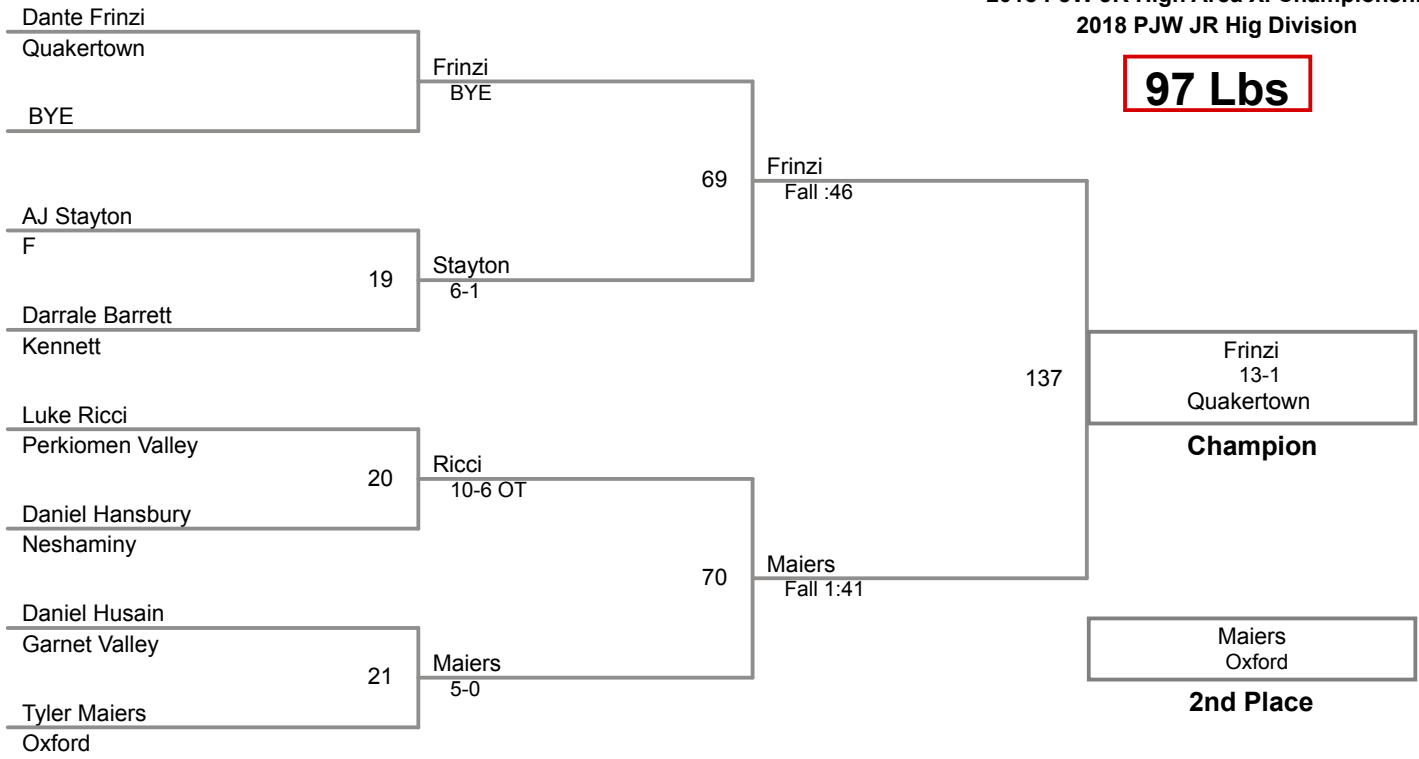 2018 PJW JR Hig Division
97 Lbs
Dante Frinzi
Quakertown
BYE
Frinzi
BYE
AJ Stayton
F
19
Darrale Barrett
Kennett
Stayton
6-1
69
Frinzi
Fall :46
Luke Ricci
Perkiomen Valley
20
Daniel Hansbury
Neshaminy
Ricci
10-6 OT
Daniel Husain
Garnet Valley
21
Tyler Maiers
Oxford
Maiers
5-0
70
Maiers
Fall 1:41
137
Frinzi
13-1
Quakertown
Champion
Maiers
Oxford
2nd Place